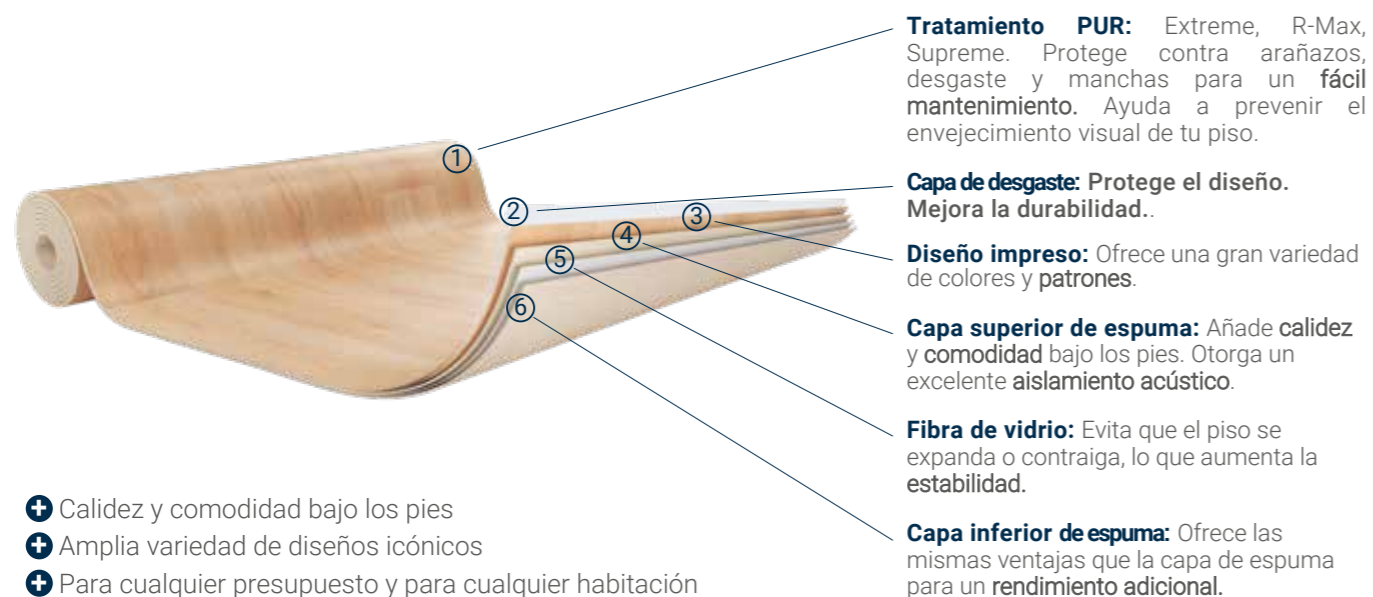 Tratamiento PUR: Extreme, R-Max,
Supreme. Protege contra arañazos,
desgaste y manchas para un fácil
mantenimiento. Ayuda a prevenir el
envejecimiento visual de tu piso.
Capa de desgaste: Protege el diseño.
Mejora la durabilidad..
Diseño impreso: Ofrece una gran variedad
de colores y patrones.
Capa superior de espuma: Añade calidez
y comodidad bajo los pies. Otorga un
excelente aislamiento acústico.
Fibra de vidrio: Evita que el piso se
expanda o contraiga, lo que aumenta la
estabilidad.
Capa inferior de espuma: Ofrece las
mismas ventajas que la capa de espuma
para un rendimiento adicional.
1
2
3
4
5
6
Calidez y comodidad bajo los pies
Amplia variedad de diseños icónicos
Para cualquier presupuesto y para cualquier habitación